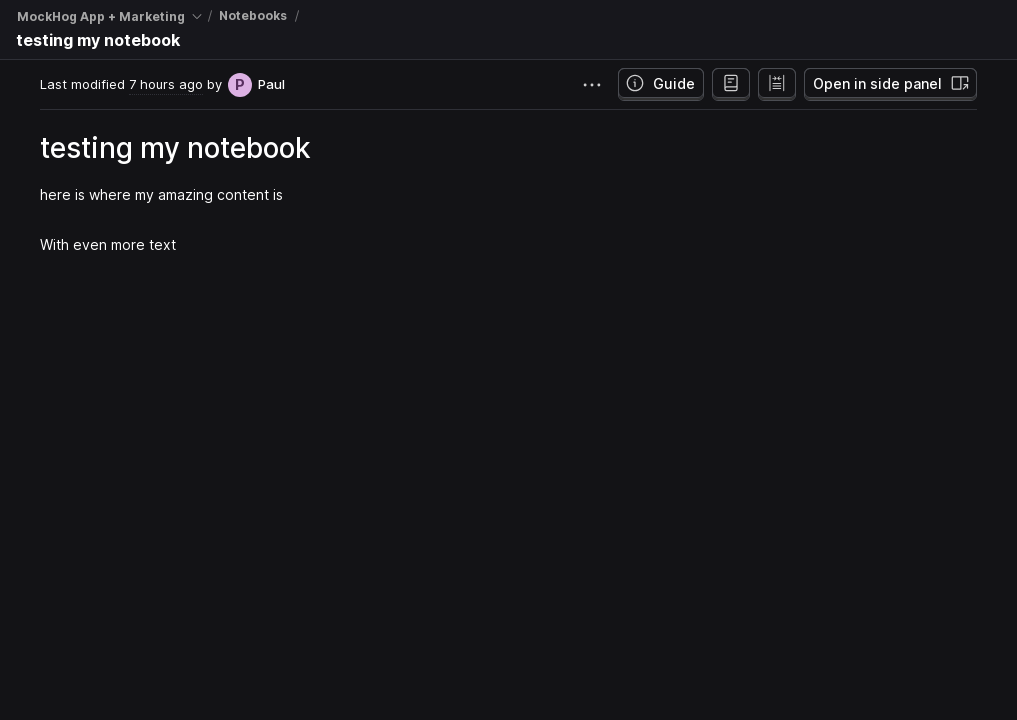 MockHog App + Marketing / Notebooks /
testing my notebook
Last modified 7 hours ago by P Paul
Guide
Open in side panel
testing my notebook
here is where my amazing content is
With even more text